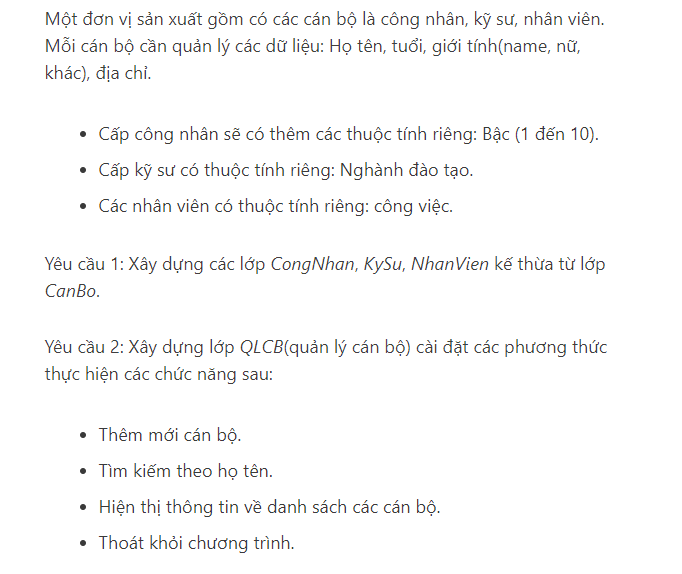 Một đơn vị sản xuất gồm có các cán bộ là công nhân, kỹ sư, nhân viên.
Mỗi cán bộ cần quản lý các dữ liệu: Họ tên, tuổi, giới tính(name, nữ,
khác), địa chỉ.
• Cấp công nhân sẽ có thêm các thuộc tính riêng: Bậc (1 đến 10).
• Cấp kỹ sư có thuộc tính riêng: Nghành đào tạo.
• Các nhân viên có thuộc tính riêng: công việc.
Yêu cầu 1: Xây dựng các lớp CongNhan, KySu, NhanVien kế thừa từ lớp
CanBo.
Yêu cầu 2: Xây dựng lớp QLCB(quản lý cán bộ) cài đặt các phương thức
thực hiện các chức năng sau:
• Thêm mới cán bộ.
• Tìm kiếm theo họ tên.
• Hiện thị thông tin về danh sách các cán bộ.
• Thoát khỏi chương trình.